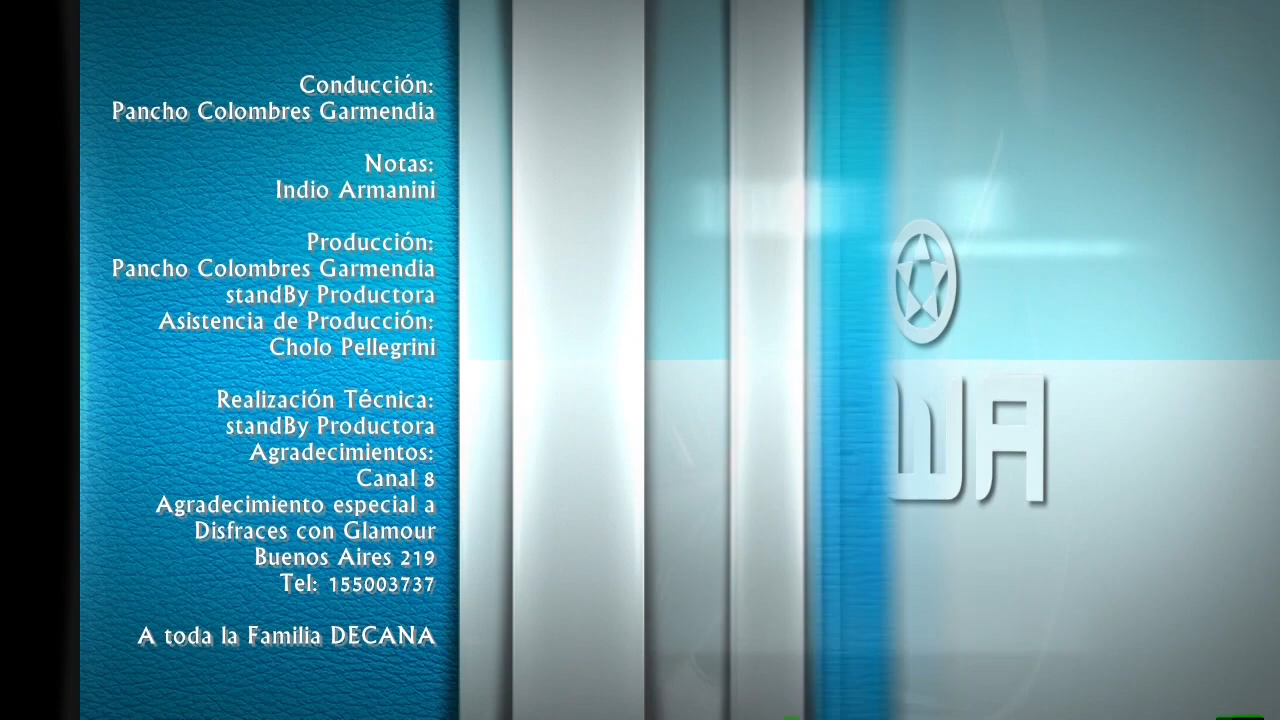 Conducción:
Pancho Colombres Garmendia
Notas:
Indio Armanini
Producción:
Pancho Colombres Garmendia
standBy Productora
Asistencia de Producción:
Cholo Pellegrini
Realización Técnica:
standBy Productora
Agradecimientos:
Canal 8
Agradecimiento especial a
Disfraces con Glamour
Buenos Aires 219
Tel: 155003737
A toda la Familia DECANA